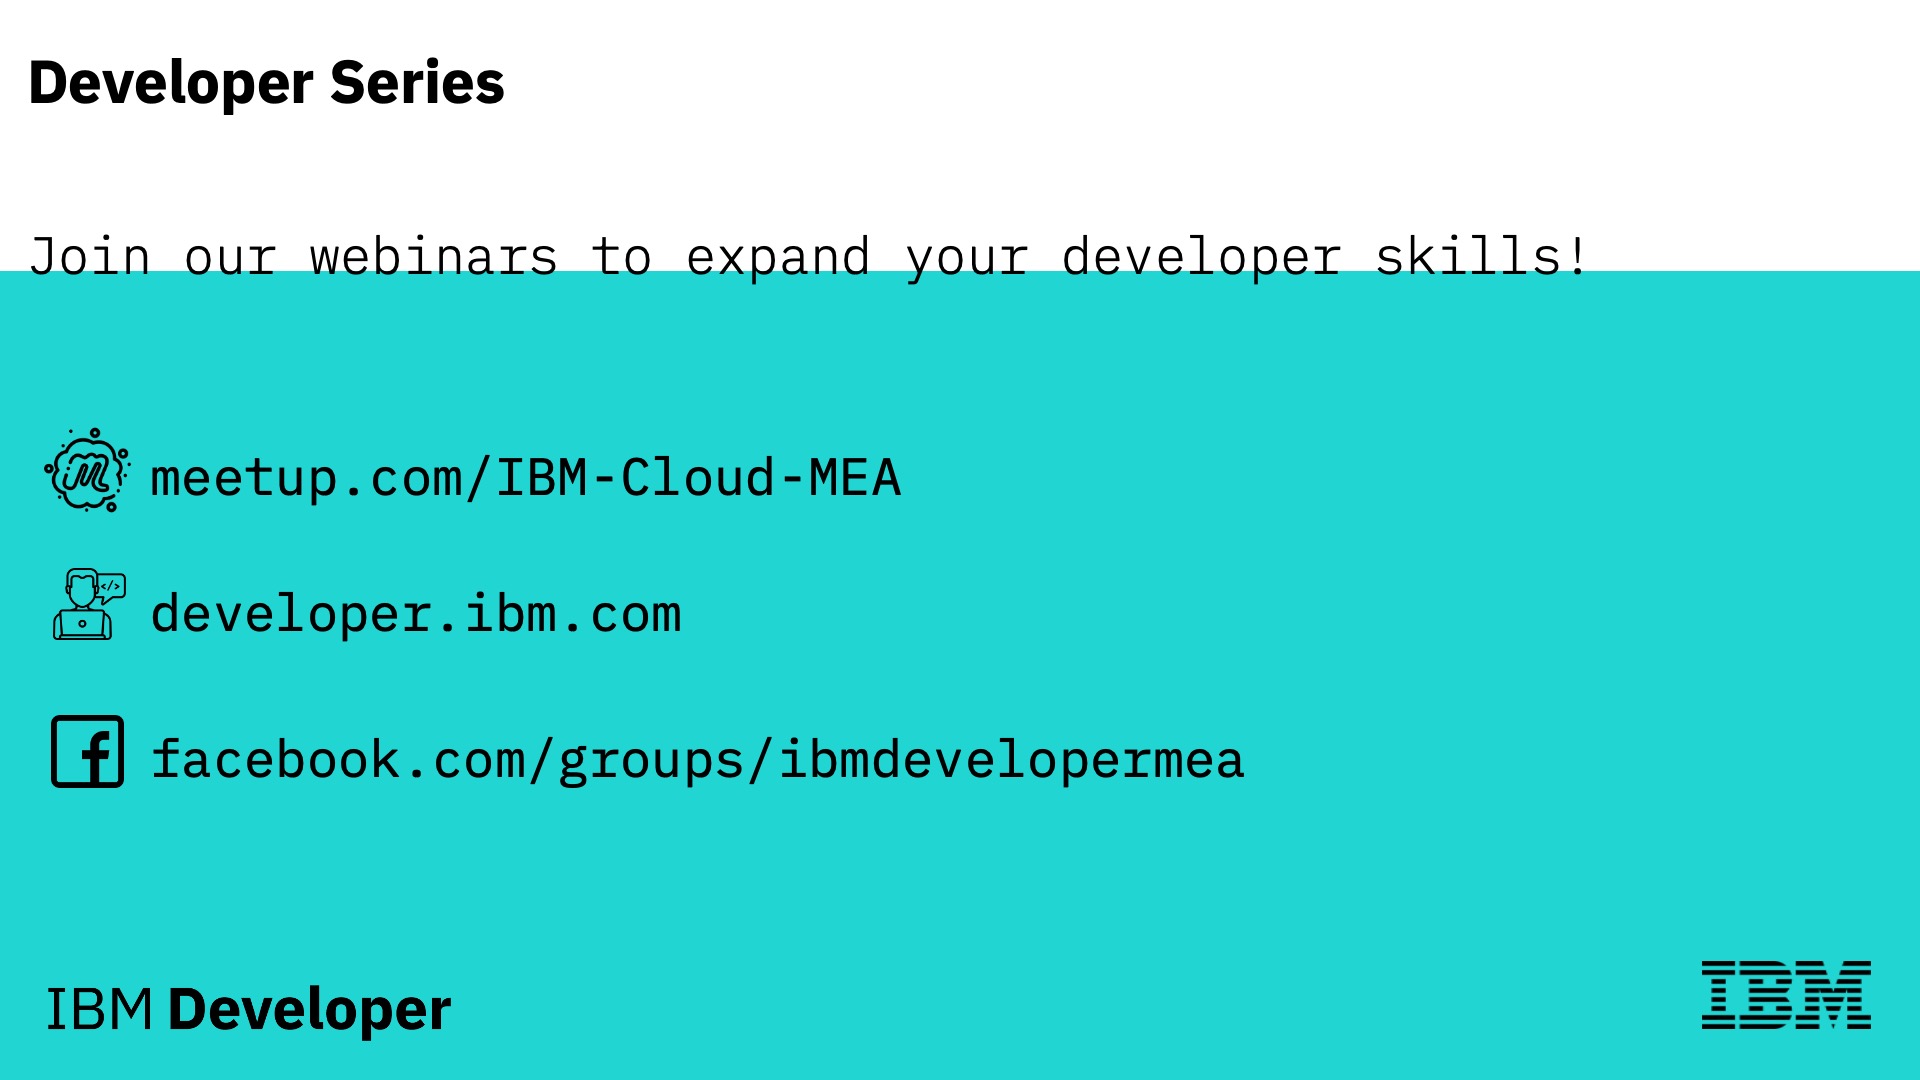 Developer Series
Join our webinars to expand your developer skills!
meetup.com/IBM-Cloud-MEA
</>
developer.ibm.com
facebook.com/groups/ibmdevelopermea
IBM Developer
IBM